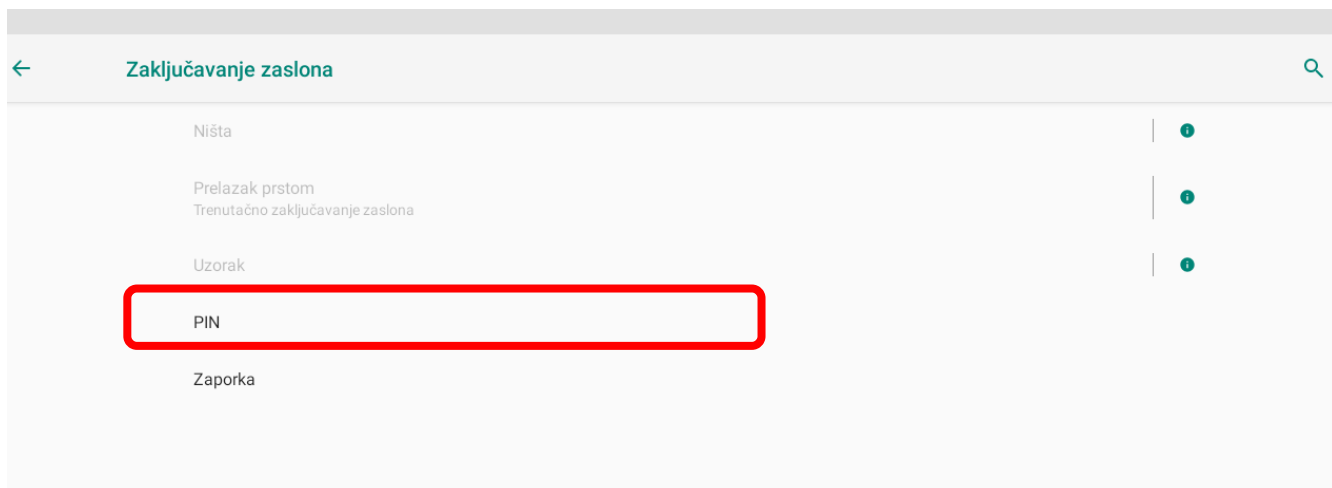 Zaključavanje zaslona
Ništa
Prelazak prstom
Trenutačno zaključavanje zaslona
Uzorak
PIN
Zaporka